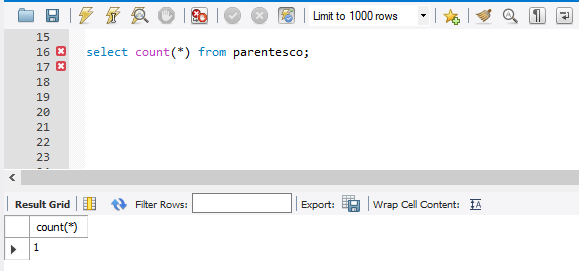 Limit to 1000 rows
15
16 select count(*) from parentesco;
17
18
19
20
21
22
23
Result Grid Filter Rows: Export: Wrap Cell Content:
count(*)
1